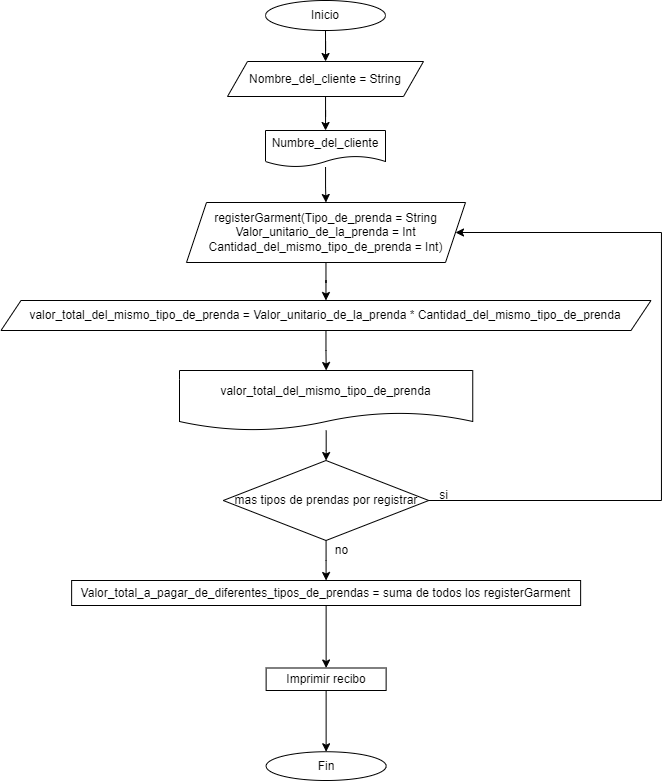 Inicio
Nombre_del_cliente = String
Numbre_del_cliente
registerGarment(Tipo_de_prenda = String
Valor_unitario_de_la_prenda = Int
Cantidad_del_mismo_tipo_de_prenda = Int)
valor_total_del_mismo_tipo_de_prenda = Valor_unitario_de_la_prenda * Cantidad_del_mismo_tipo_de_prenda
valor_total_del_mismo_tipo_de_prenda
mas tipos de prendas por registrar
si
no
Valor_total_a_pagar_de_diferentes_tipos_de_prendas = suma de todos los registerGarment
Imprimir recibo
Fin